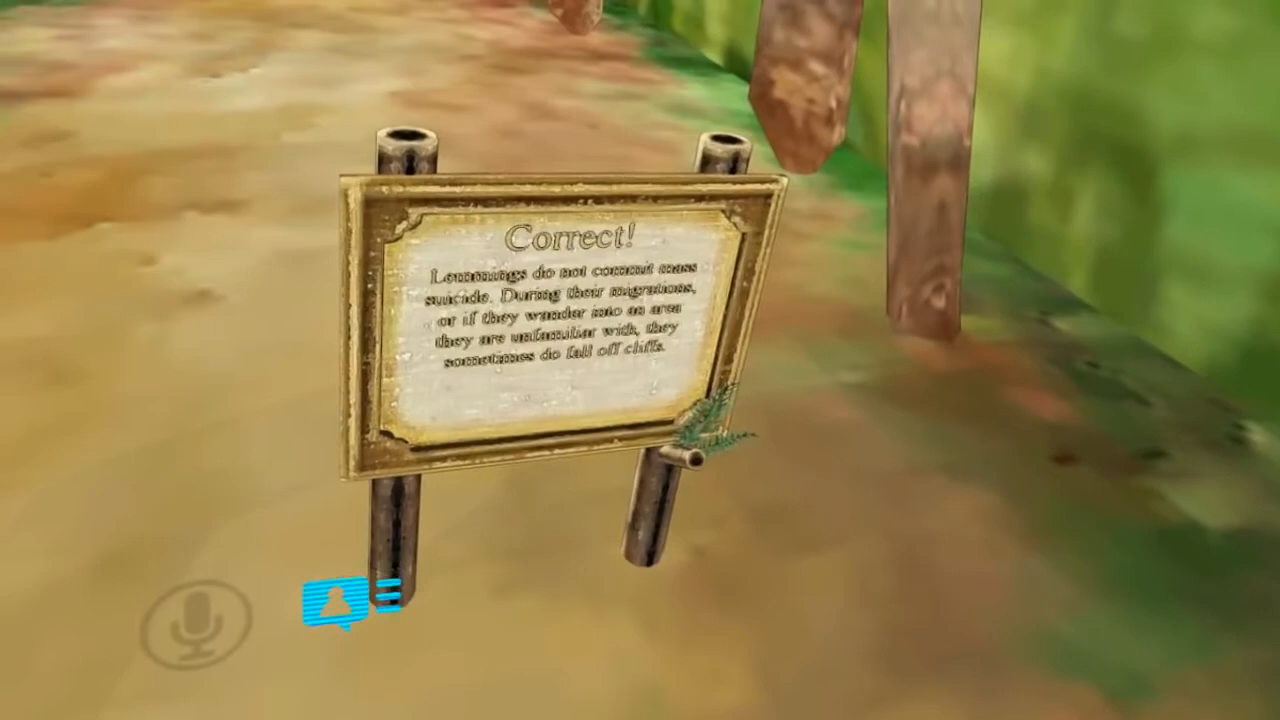 Correct!
Lemmings do not commit mass
suicide. During their migrations,
or if they wander into an area
they are unfamiliar with, they
sometimes do fall off cliffs.